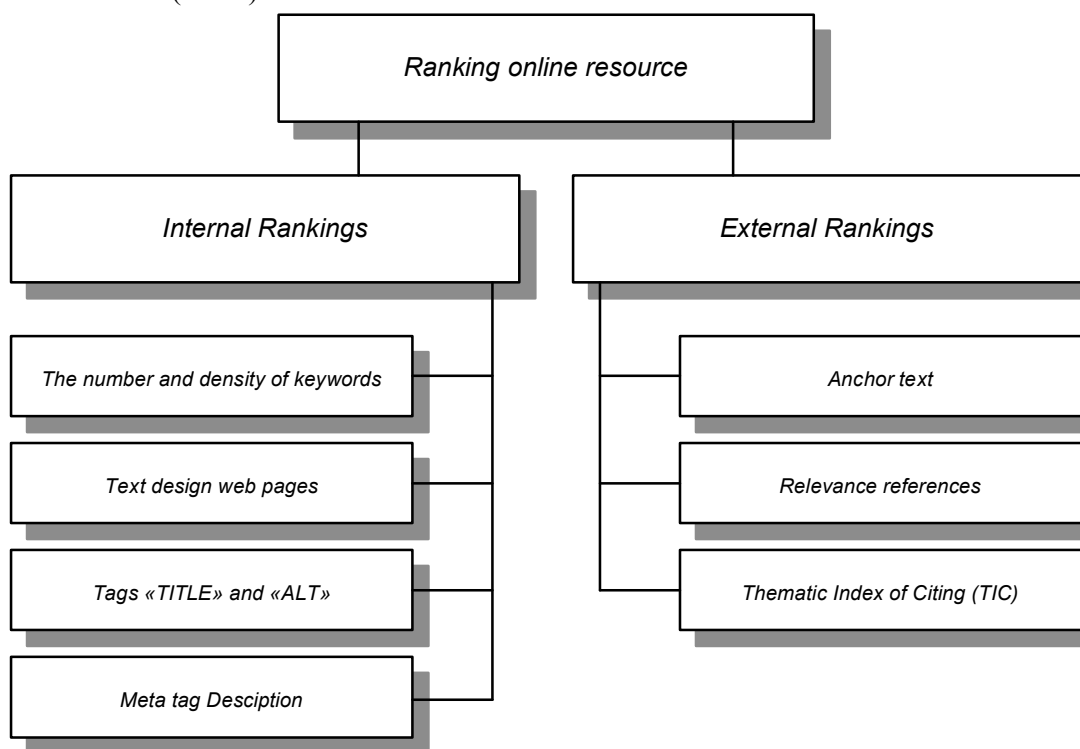 Ranking online resource
Internal Rankings
External Rankings
The number and density of keywords
Text design web pages
Tags «TITLE» and «ALT»
Meta tag Desciption
Anchor text
Relevance references
Thematic Index of Citing (TIC)